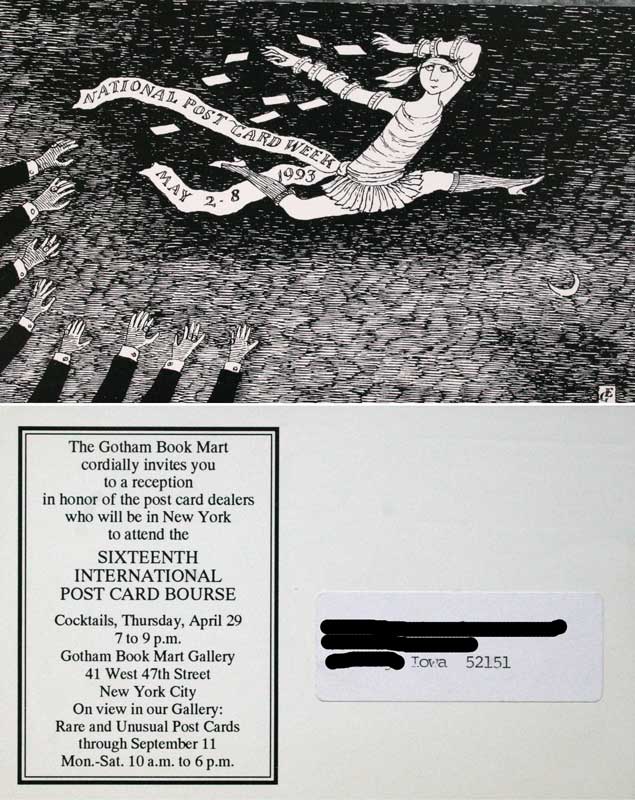 NATIONAL POST CARD WEEK
MAY 2-8 1993
The Gotham Book Mart
cordially invites you
to a reception
in honor of the post card dealers
who will be in New York
to attend the
SIXTEENTH
INTERNATIONAL
POST CARD BOURSE
Cocktails, Thursday, April 29
7 to 9 p.m.
Gotham Book Mart Gallery
41 West 47th Street
New York City
On view in our Gallery:
Rare and Unusual Post Cards
through September 11
Mon.-Sat. 10 a.m. to 6 p.m.
Iowa 52151